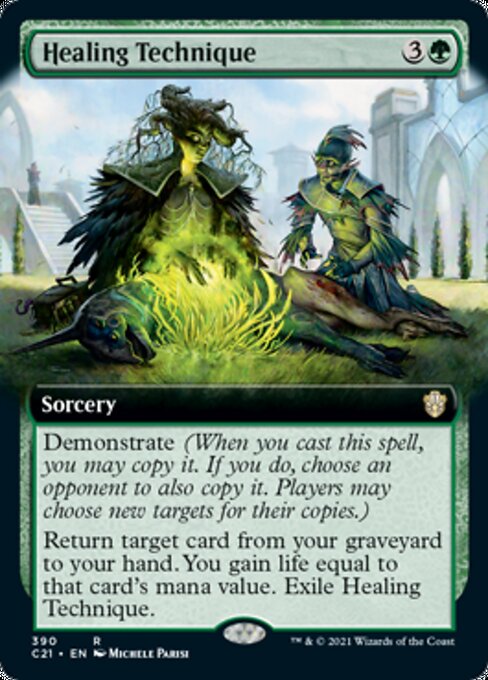 Healing Technique 3
Sorcery
Demonstrate (When you cast this spell,
you may copy it. If you do, choose an
opponent to also copy it. Players may
choose new targets for their copies.)
Return target card from your graveyard
to your hand. You gain life equal to
that card's mana value. Exile Healing
Technique.
390 R
C21 • EN Michele Parisi
™ & © 2021 Wizards of the Coast